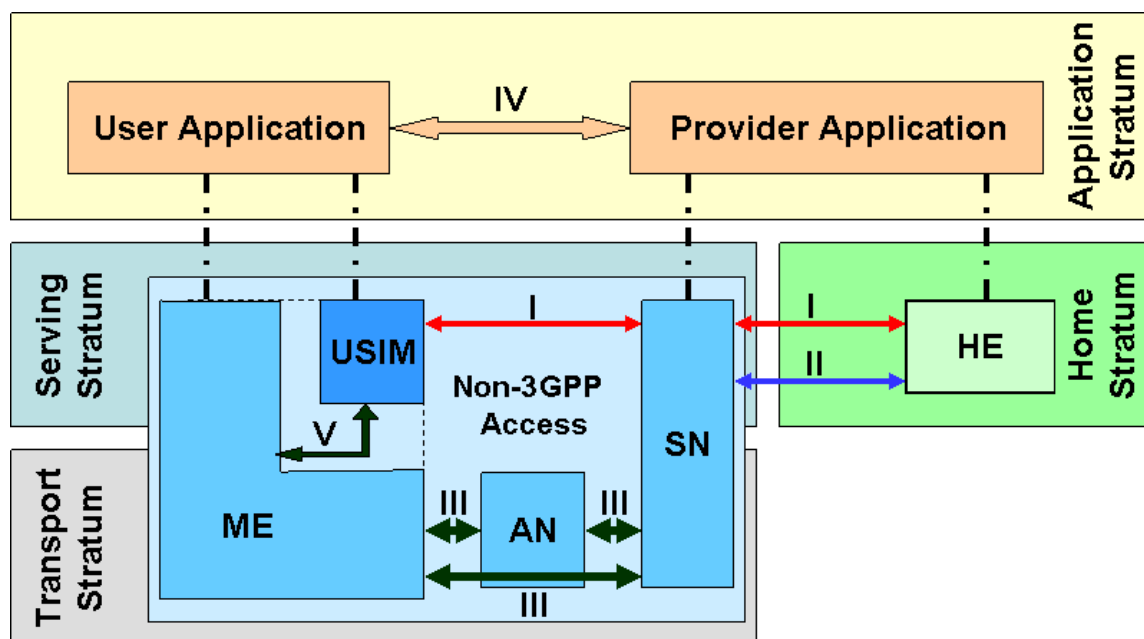 Application
Stratum
IV
User Application
Provider Application
Serving
Stratum
Home
Stratum
I
I
USIM
HE
II
Non-3GPP
Access
V
SN
Transport
Stratum
III
III
ME
AN
III